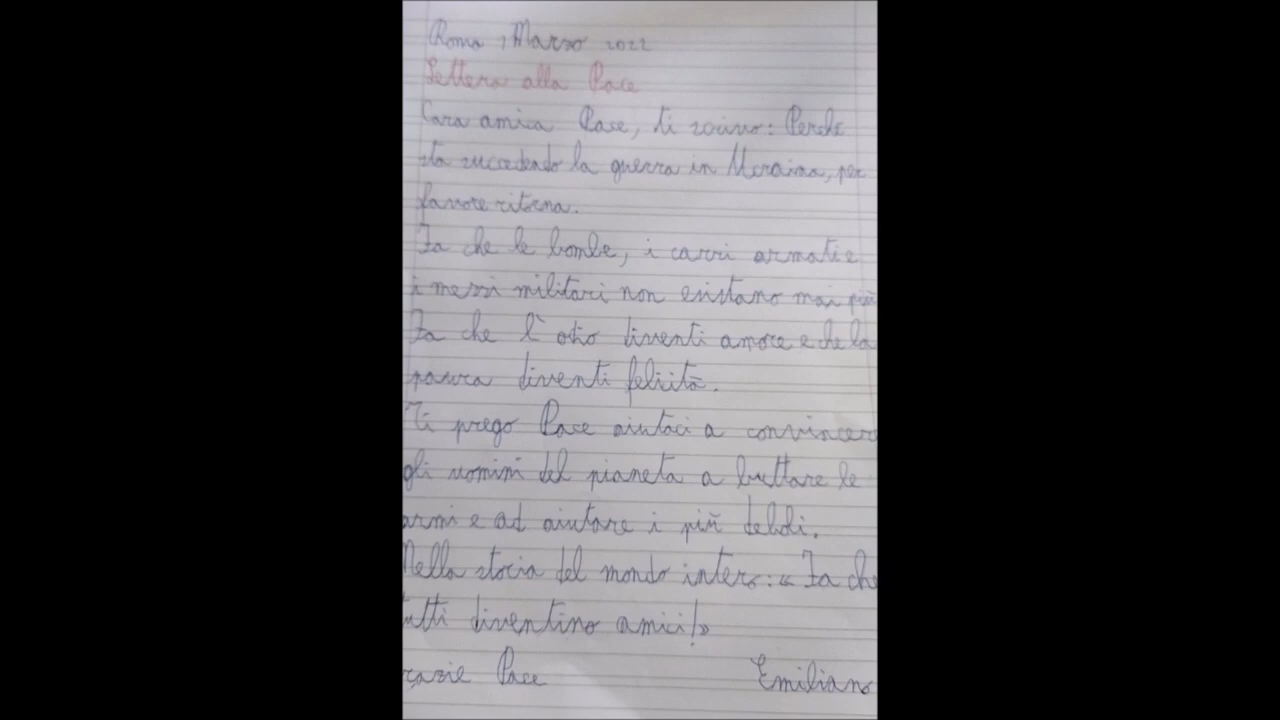 Roma, Marzo 2022
Lettera alla Pace
Cara amica Pace, ti scrivo: Perchè
sta succedendo la guerra in Ucraina, per
favore ritorna.
Fa che le bombe, i carri armati e
i mezzi militari non esistano mai più
Fa che l'odio diventi amore e che la
paura diventi felicità.
Ti prego Pace aiutaci a convincere
gli uomini del pianeta a buttare le
armi e ad aiutare i più deboli.
Nella storia del mondo intero: « Fa che
tutti diventino amici!»
razie Pace Emiliano